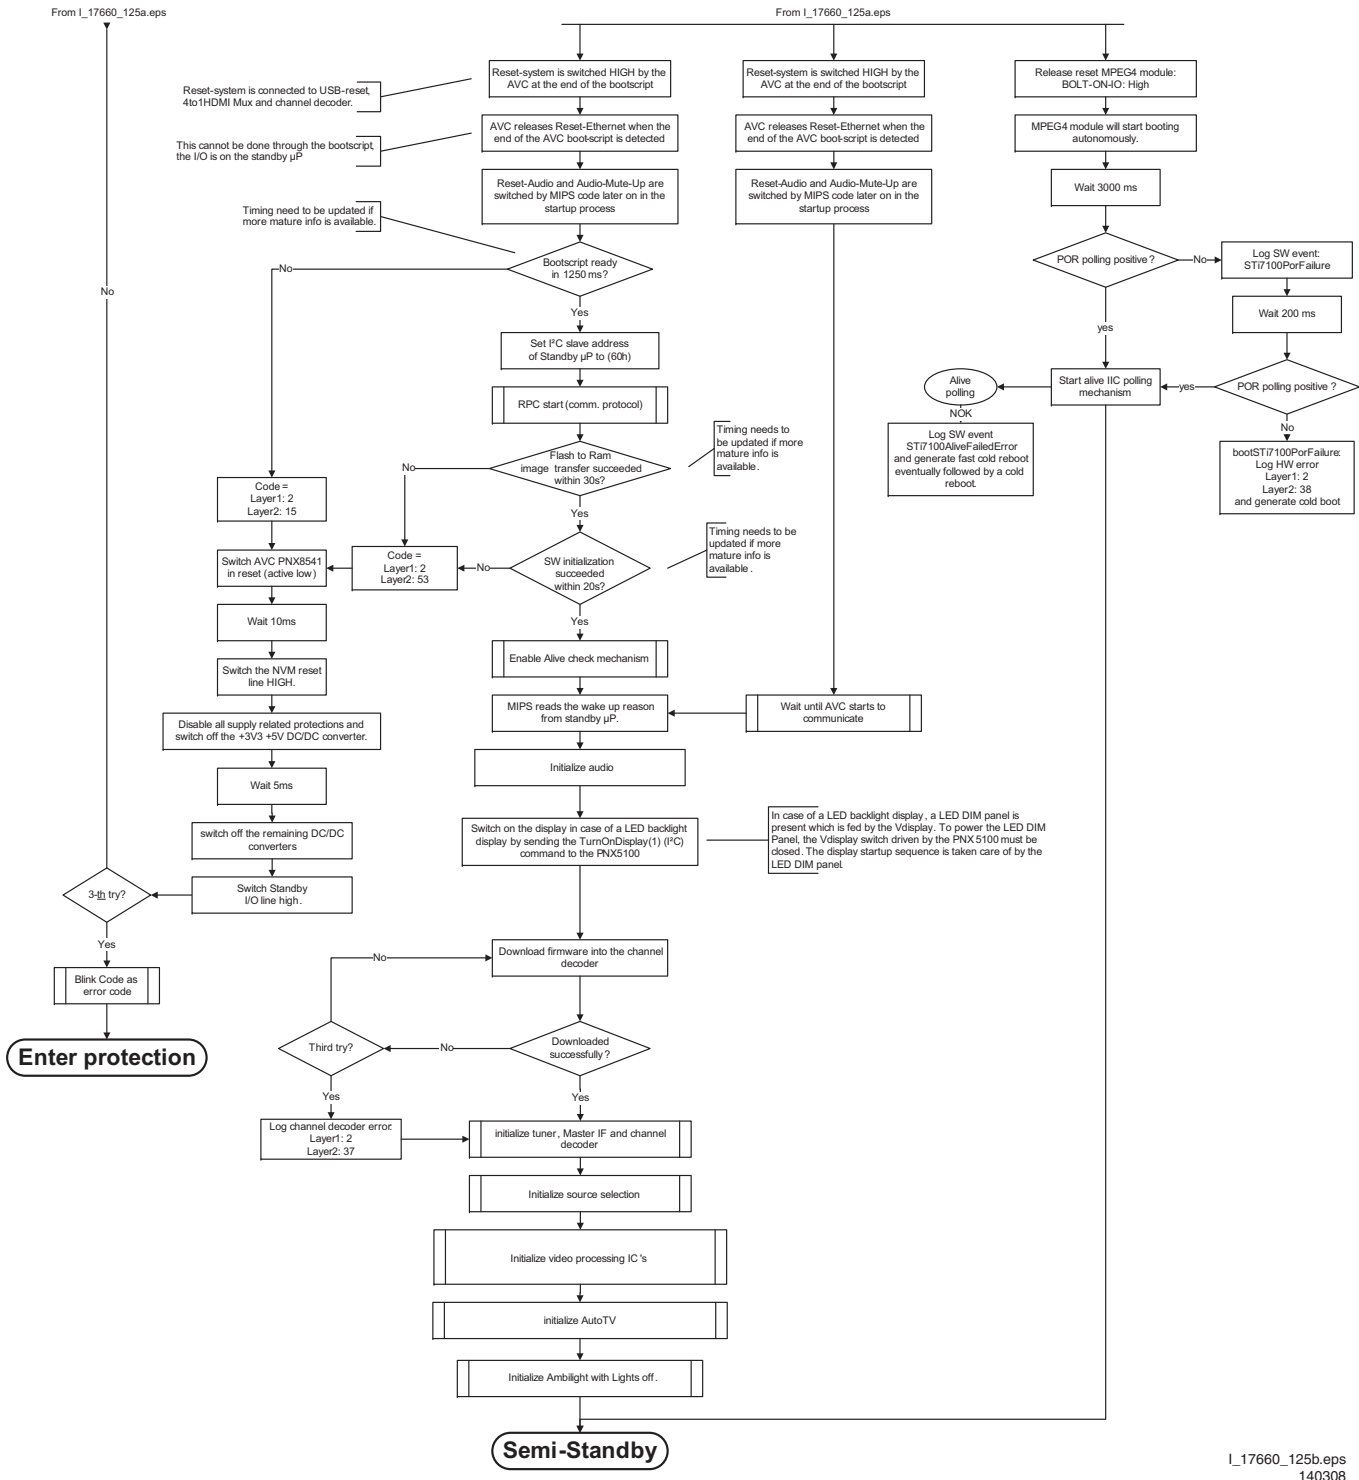 From I_17660_125a.eps
From I_17660_125a.eps
Reset-system is connected to USB-reset,
4to1HDMI Mux and channel decoder.
Reset-system is switched HIGH by the
AVC at the end of the bootscript
Reset-system is switched HIGH by the
AVC at the end of the bootscript
Release reset MPEG4 module:
BOLT-ON-IO: High
This cannot be done through the bootscript,
the I/O is on the standby µP
AVC releases Reset-Ethernet when the
end of the AVC boot-script is detected
AVC releases Reset-Ethernet when the
end of the AVC boot-script is detected
MPEG4 module will start booting
autonomously.
Timing need to be updated if
more mature info is available.
Reset-Audio and Audio-Mute-Up are
switched by MIPS code later on in the
startup process
Reset-Audio and Audio-Mute-Up are
switched by MIPS code later on in the
startup process
Wait 3000 ms
No
No
Bootscript ready
in 1250 ms?
POR polling positive?
No
Log SW event:
STi7100PorFailure
Yes
yes
Wait 200 ms
Set I²C slave address
of Standby µP to (60h)
RPC start (comm. protocol)
Alive
polling
Start alive IIC polling
mechanism
yes
POR polling positive?
NOK
No
Log SW event
STi7100AliveFailedError
and generate fast cold reboot
eventually followed by a cold
reboot.
bootSTi7100PorFailure:
Log HW error
Layer1: 2
Layer2: 38
and generate cold boot
Timing needs to
be updated if more
mature info is
available.
No
Flash to Ram
image transfer succeeded
within 30s?
Code =
Layer1: 2
Layer2: 15
Yes
Timing needs to be
updated if more
mature info is
available.
Switch AVC PNX8541
in reset (active low)
Code =
Layer1: 2
Layer2: 53
No
SW initialization
succeeded
within 20s?
Wait 10ms
Yes
Switch the NVM reset
line HIGH.
Enable Alive check mechanism
Disable all supply related protections and
switch off the +3V3 +5V DC/DC converter.
MIPS reads the wake up reason
from standby µP.
Wait until AVC starts to
communicate
Wait 5ms
Initialize audio
switch off the remaining DC/DC
converters
Switch on the display in case of a LED backlight
display by sending the TurnOnDisplay(1) (I²C)
command to the PNX5100
In case of a LED backlight display, a LED DIM panel is
present which is fed by the Vdisplay. To power the LED DIM
Panel, the Vdisplay switch driven by the PNX5100 must be
closed. The display startup sequence is taken care of by the
LED DIM panel.
3-th try?
Switch Standby
I/O line high.
Yes
Blink Code as
error code
Enter protection
No
Download firmware into the channel
decoder
Third try?
No
Downloaded
successfully?
Yes
Yes
Log channel decoder error:
Layer1: 2
Layer2: 37
initialize tuner, Master IF and channel
decoder
Initialize source selection
Initialize video processing IC's
initialize AutoTV
Initialize Ambilight with Lights off.
Semi-Standby
I_17660_125b.eps
140308